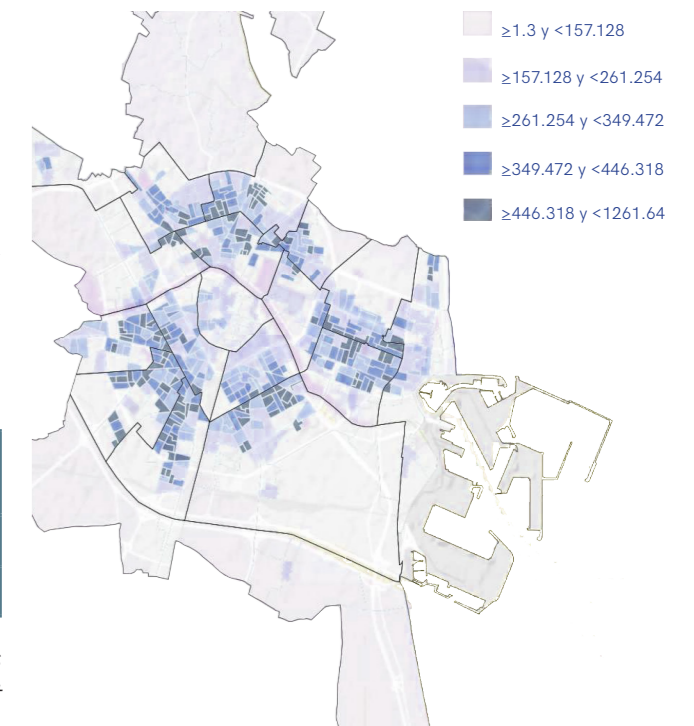 ≥1.3 y <157.128
≥157.128 y <261.254
≥261.254 y <349.472
≥349.472 y <446.318
≥446.318 y <1261.64